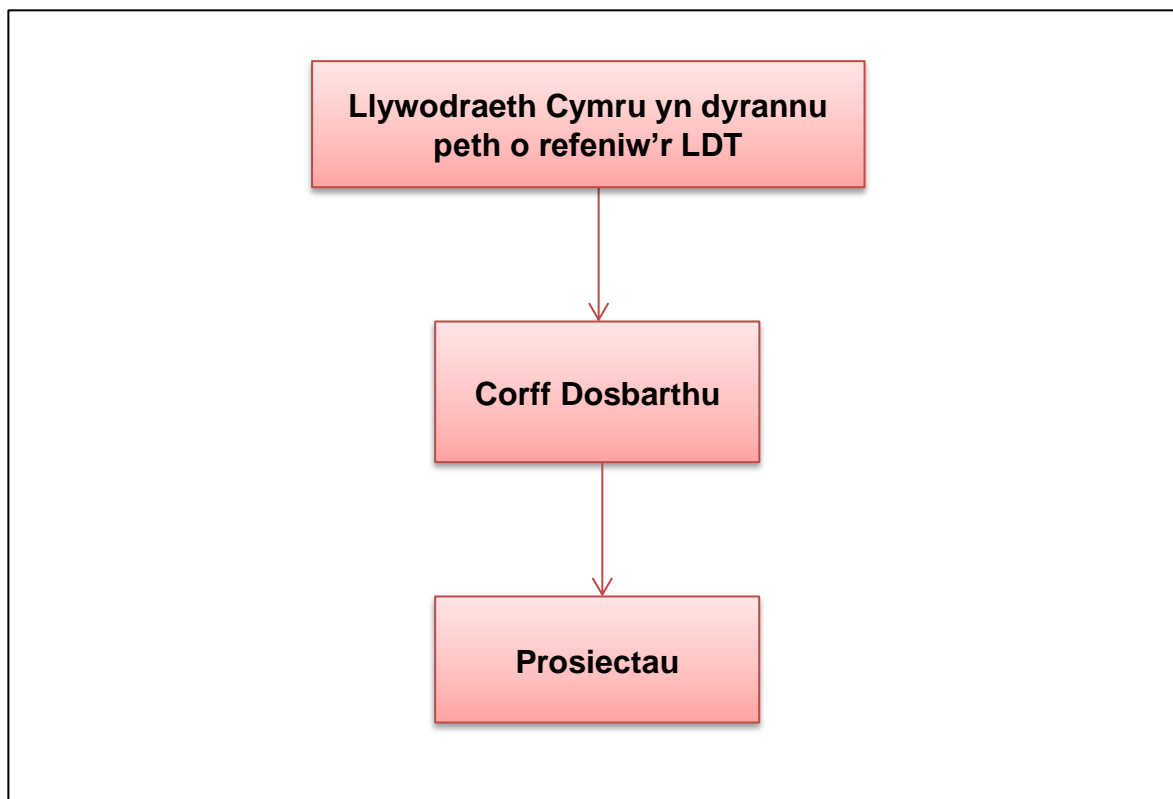 Llywodraeth Cymru yn dyrannu
peth o refeniw’r LDT
Corff Dosbarthu
Prosiectau